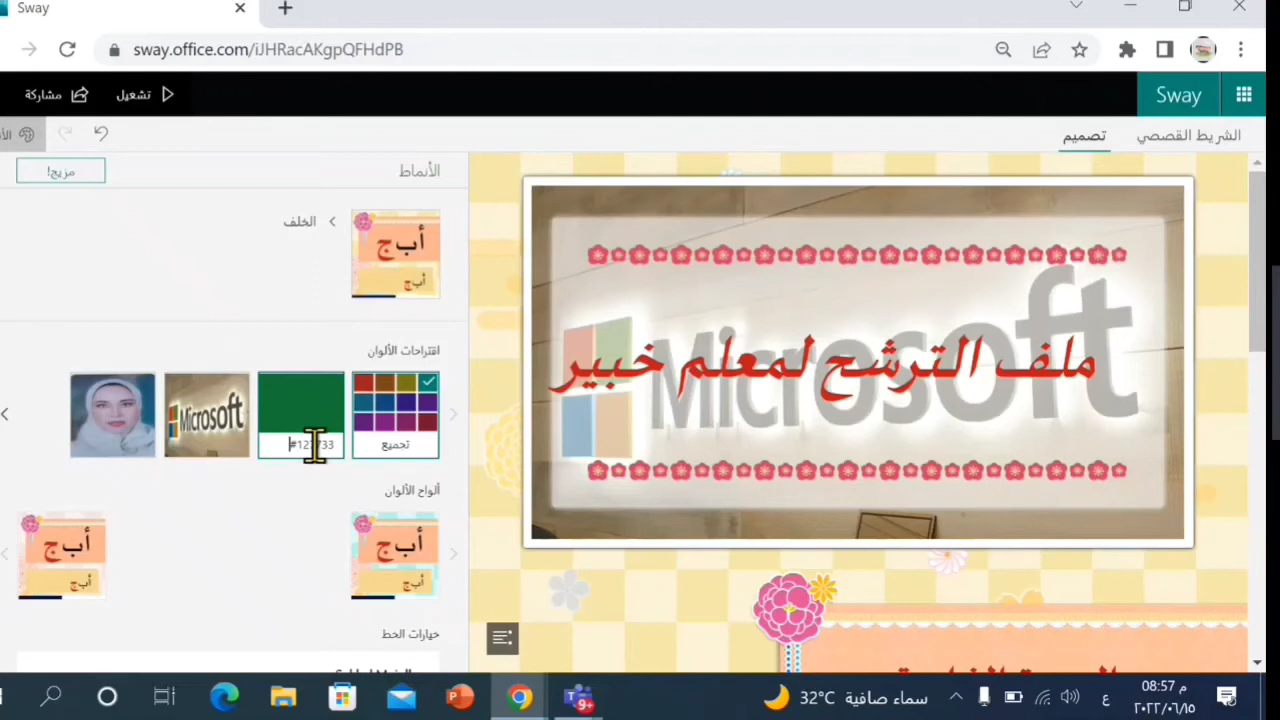 Sway
sway.office.com/iJHRacAKgpQFHdPB
Sway
تشغيل
مشاركة
الشريط القصصي
تصميم
الأنماط
مزيج!
الخلف
أب ج
أب ج
اقتراحات الألوان
تجميع
Microsoft
ألواح الألوان
أب ج
أب ج
أب ج
أب ج
خيارات الخط
Microsoft
ملف الترشح لمعلم خبير
9+
32°C سماء صافية
ع
08:57 م
٢٠٢٢/٠٦/١٥